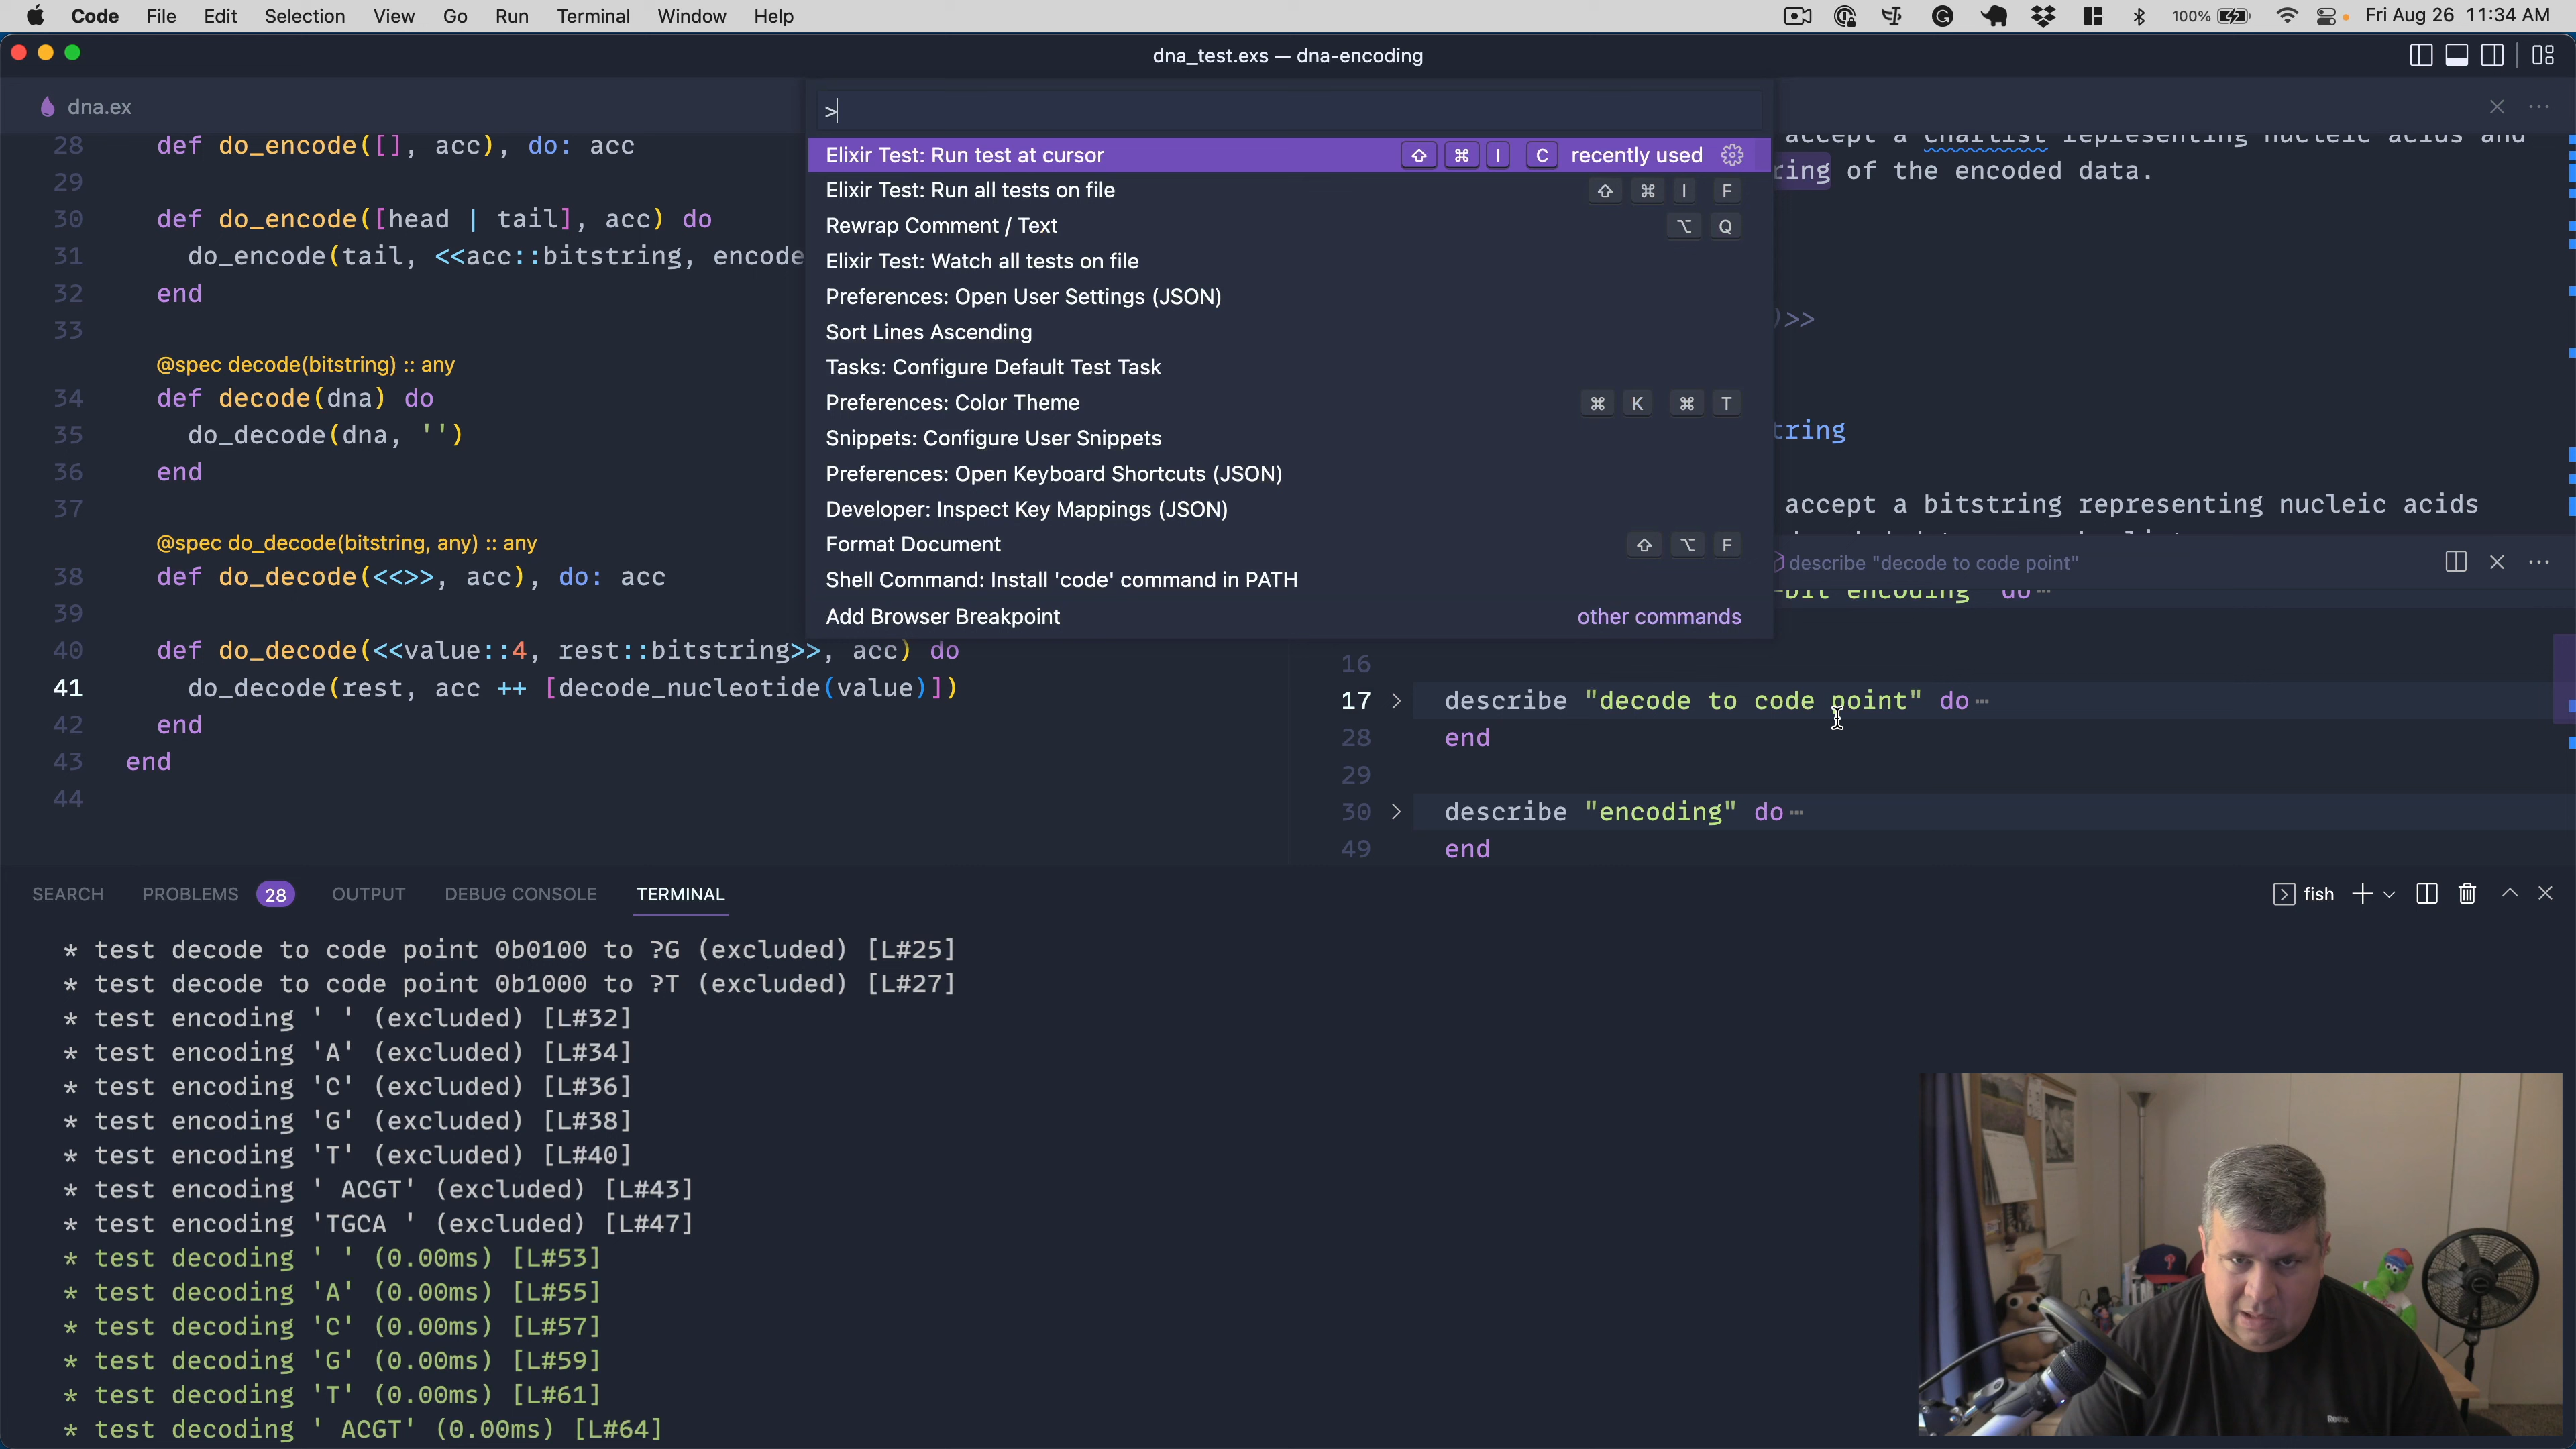 Code File Edit Selection View Go Run Terminal Window Help 100% Fri Aug 26 11:34 AM
dna_test.exs — dna-encoding
dna.ex
28 def do_encode([], acc), do: acc
29
30 def do_encode([head | tail], acc) do
31 do_encode(tail, <<acc::bitstring, encode
32 end
33
@spec decode(bitstring) :: any
34 def decode(dna) do
35 do_decode(dna, '')
36 end
37
@spec do_decode(bitstring, any) :: any
38 def do_decode(<<>>, acc), do: acc
39
40 def do_decode(<<value::4, rest::bitstring>>, acc) do
41 do_decode(rest, acc ++ [decode_nucleotide(value)])
42 end
43 end
44
>
Elixir Test: Run test at cursor ⇧ ⌘ I C recently used
Elixir Test: Run all tests on file ⇧ ⌘ I F
Rewrap Comment / Text ⌥ Q
Elixir Test: Watch all tests on file
Preferences: Open User Settings (JSON)
Sort Lines Ascending
Tasks: Configure Default Test Task
Preferences: Color Theme ⌘ K ⌘ T
Snippets: Configure User Snippets
Preferences: Open Keyboard Shortcuts (JSON)
Developer: Inspect Key Mappings (JSON)
Format Document ⇧ ⌥ F
Shell Command: Install 'code' command in PATH
Add Browser Breakpoint other commands
accept a charlist representing nucleic acids and
ring of the encoded data.
)>>
tring
accept a bitstring representing nucleic acids
describe "decode to code point"
-bit encoding" do
16
17 describe "decode to code point" do
28 end
29
30 describe "encoding" do
49 end
SEARCH PROBLEMS 28 OUTPUT DEBUG CONSOLE TERMINAL fish
* test decode to code point 0b0100 to ?G (excluded) [L#25]
* test decode to code point 0b1000 to ?T (excluded) [L#27]
* test encoding ' ' (excluded) [L#32]
* test encoding 'A' (excluded) [L#34]
* test encoding 'C' (excluded) [L#36]
* test encoding 'G' (excluded) [L#38]
* test encoding 'T' (excluded) [L#40]
* test encoding ' ACGT' (excluded) [L#43]
* test encoding 'TGCA ' (excluded) [L#47]
* test decoding ' ' (0.00ms) [L#53]
* test decoding 'A' (0.00ms) [L#55]
* test decoding 'C' (0.00ms) [L#57]
* test decoding 'G' (0.00ms) [L#59]
* test decoding 'T' (0.00ms) [L#61]
* test decoding ' ACGT' (0.00ms) [L#64]